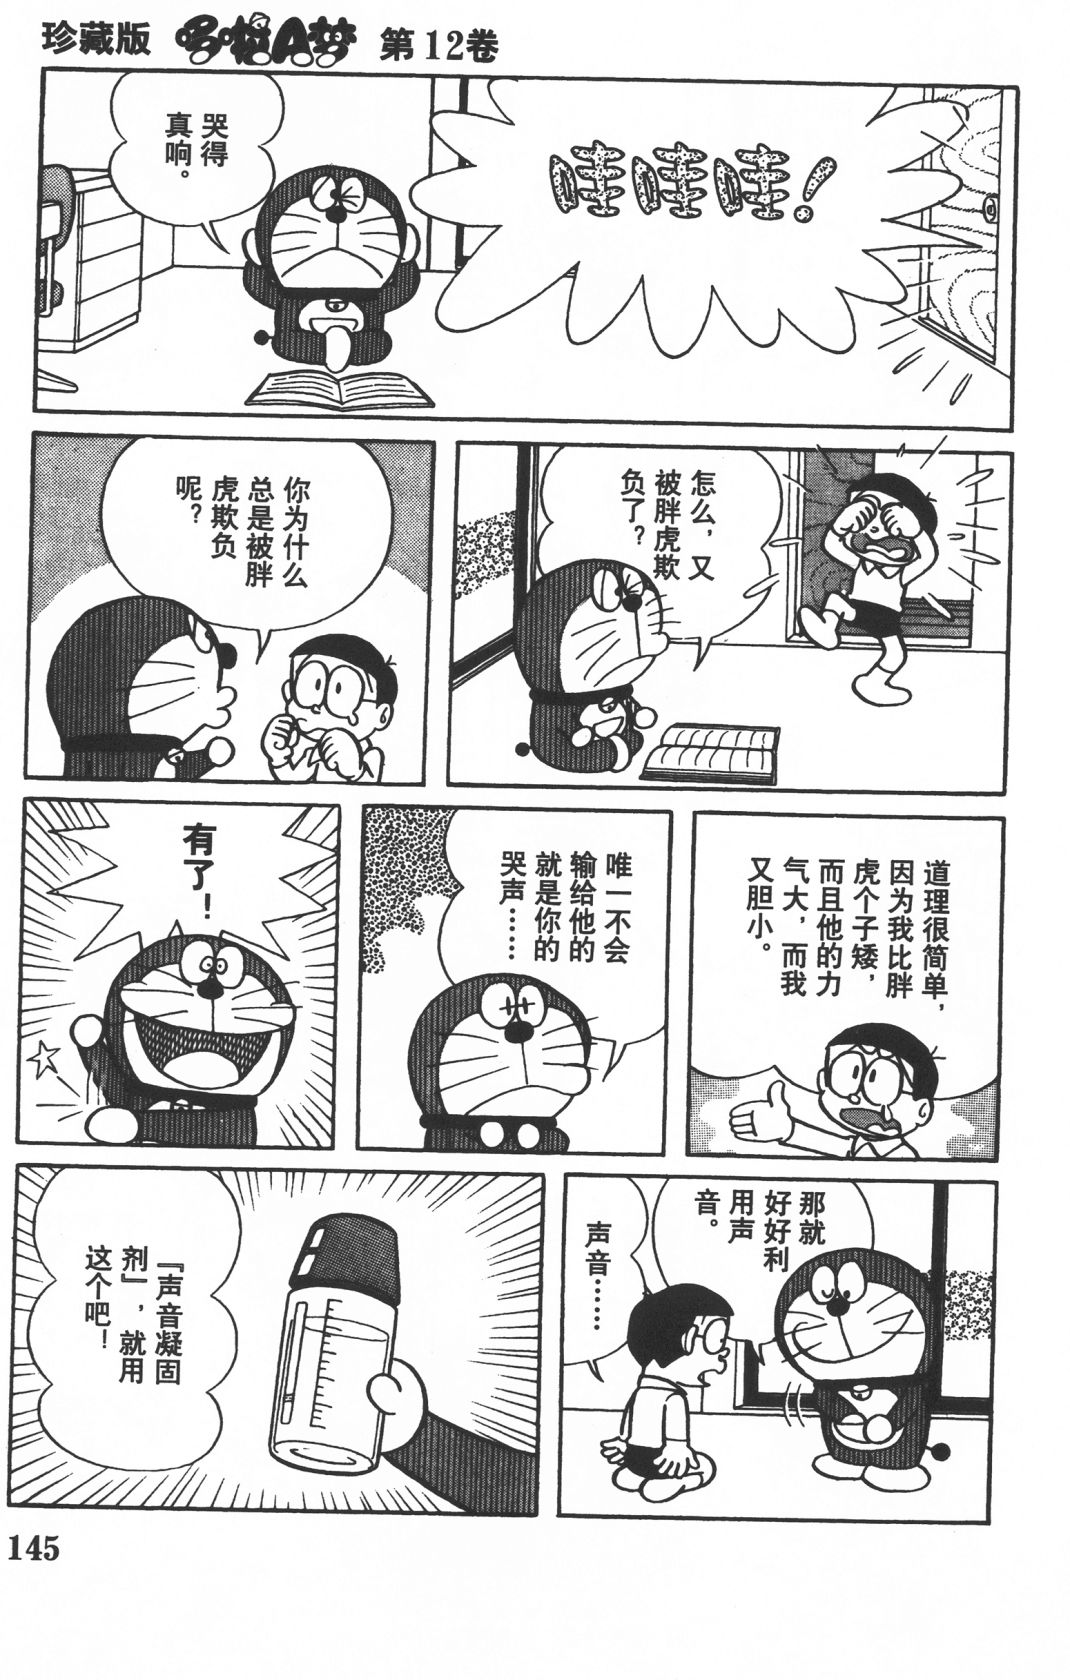 珍藏版 哆啦A梦 第12卷
哇哇哇！
哭得
真响。
怎么，又
被胖虎欺
负了？
你为什么
总是被胖
虎欺负
呢？
道理很简单，
因为我比胖
虎个子矮，
而且他的力
气大，而我
又胆小。
唯一不会
输给他的
就是你的
哭声……
有了！
那就
好好利
用声
音。
声音……
『声音凝固
剂』，就用
这个吧！
145